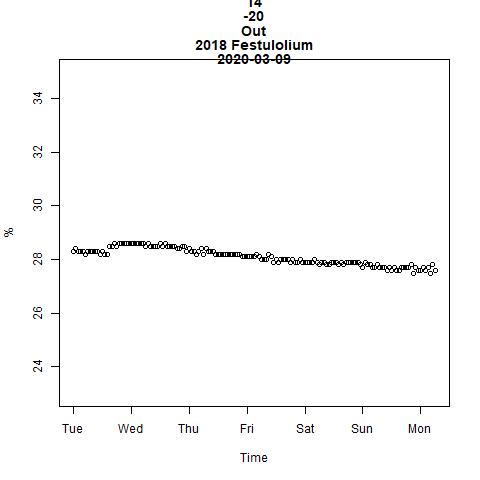 14
-20
Out
2018 Festulolium
2020-03-09
34
32
30
28
26
24
%
Tue Wed Thu Fri Sat Sun Mon
Time